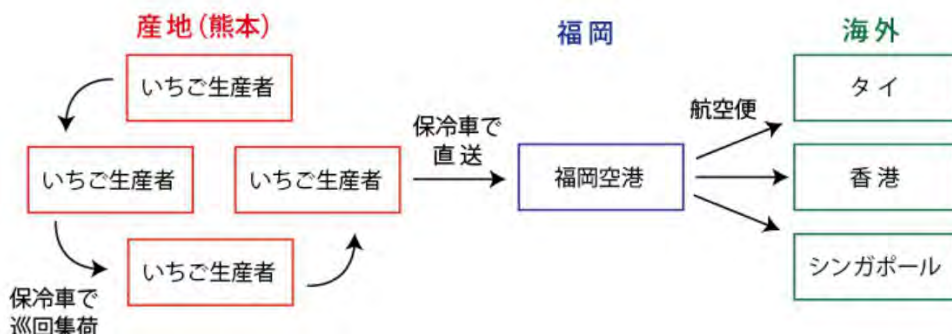 産地(熊本)
いちご生産者
いちご生産者
いちご生産者
いちご生産者
保冷車で
巡回集荷
保冷車で
直送
福岡
福岡空港
航空便
海外
タイ
香港
シンガポール